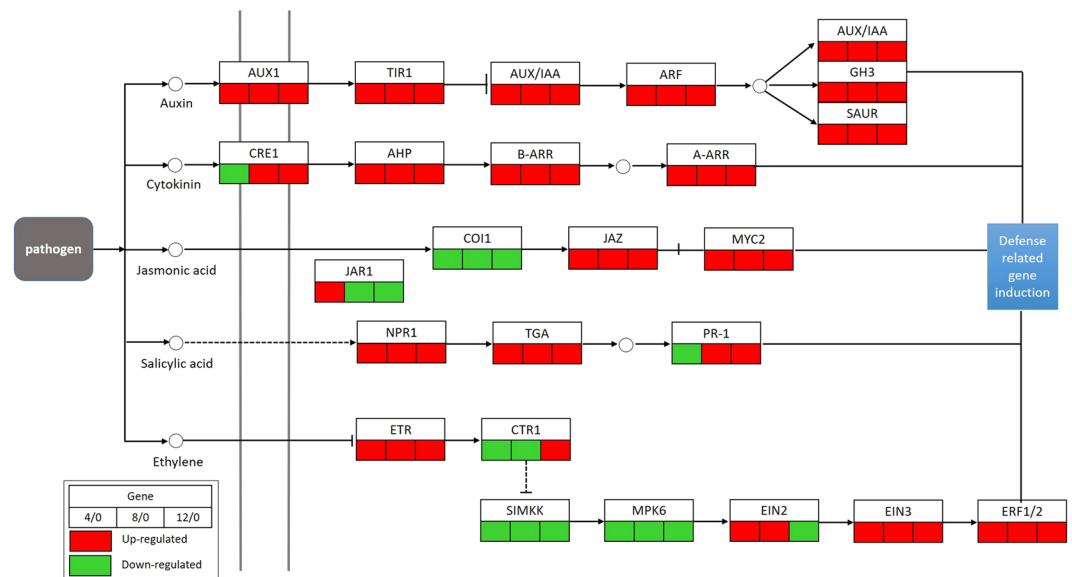 AUX/IAA
AUX1
TIR1
AUX/IAA
ARF
GH3
Auxin
SAUR
CRE1
AHP
B-ARR
A-ARR
Cytokinin
pathogen
COI1
JAZ
MYC2
Defense
related
gene
induction
Jasmonic acid
JAR1
NPR1
TGA
PR-1
Salicylic acid
ETR
CTR1
Ethylene
Gene
4/0
8/0
12/0
SIMKK
MPK6
EIN2
EIN3
ERF1/2
Up-regulated
Down-regulated